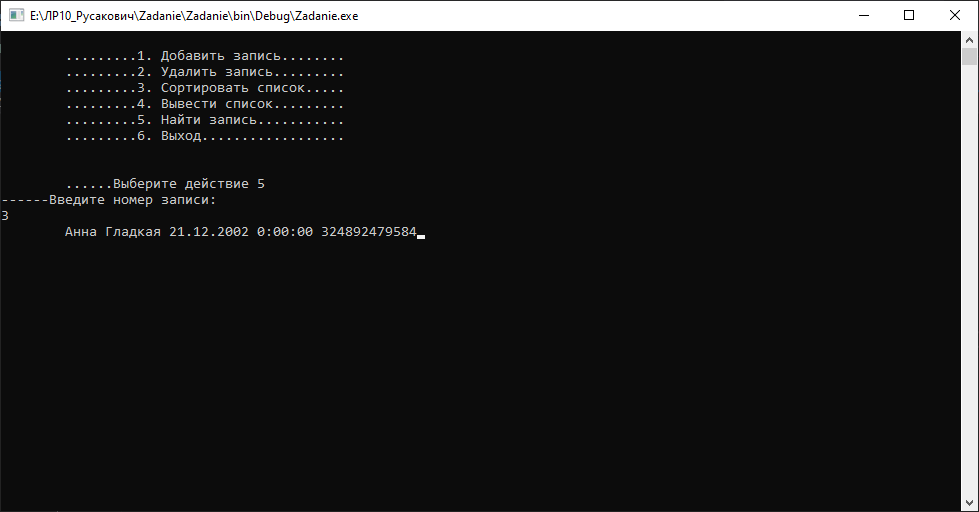 E:\ЛР10_Русакович\Zadanie\Zadanie\bin\Debug\Zadanie.exe
.........1. Добавить запись........
.........2. Удалить запись.........
.........3. Сортировать список.....
.........4. Вывести список.........
.........5. Найти запись...........
.........6. Выход..................
......Выберите действие 5
------Введите номер записи:
3
Анна Гладкая 21.12.2002 0:00:00 324892479584